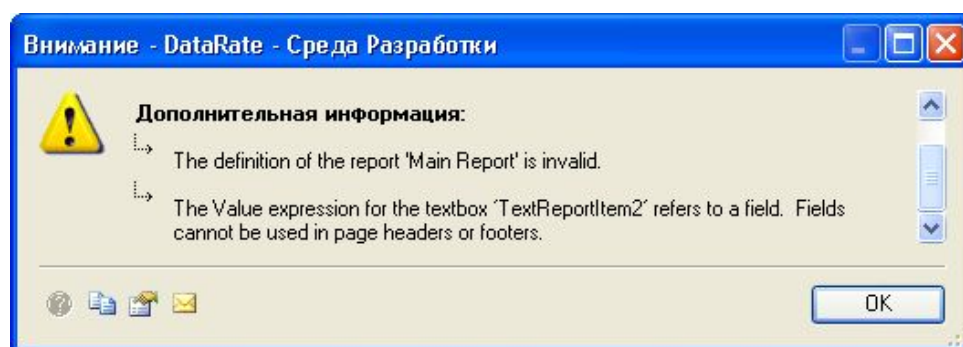 Внимание - DataRate - Среда Разработки
Дополнительная информация:
The definition of the report 'Main Report' is invalid.
The Value expression for the textbox 'TextReportItem2' refers to a field.  Fields
cannot be used in page headers or footers.
OK